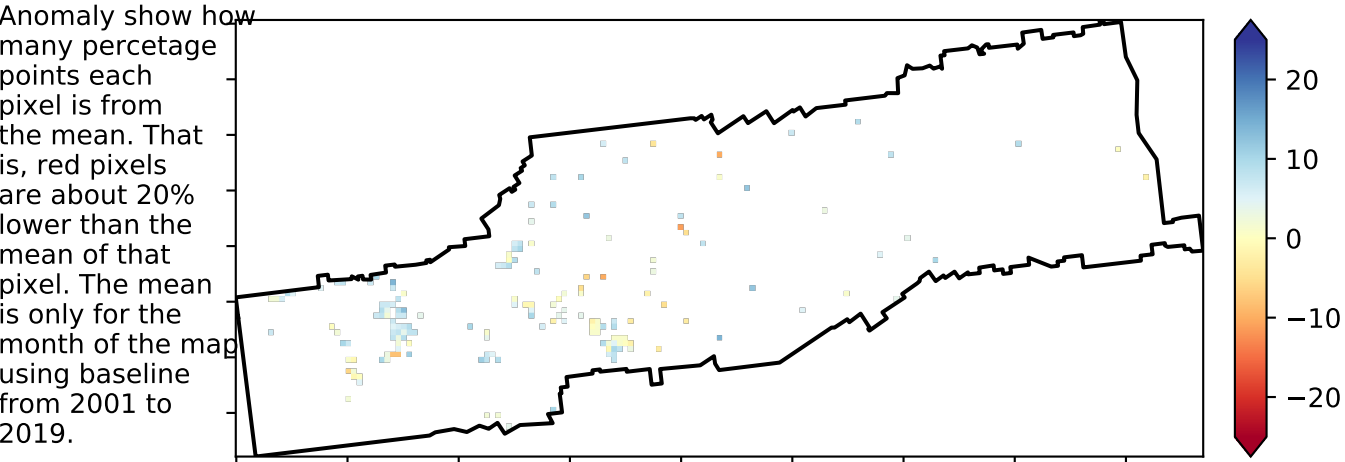 Anomaly show how
many percetage
points each
pixel is from
the mean. That
is, red pixels
are about 20%
lower than the
mean of that
pixel. The mean
is only for the
month of the map
using baseline
from 2001 to
2019.
20
10
0
−10
−20